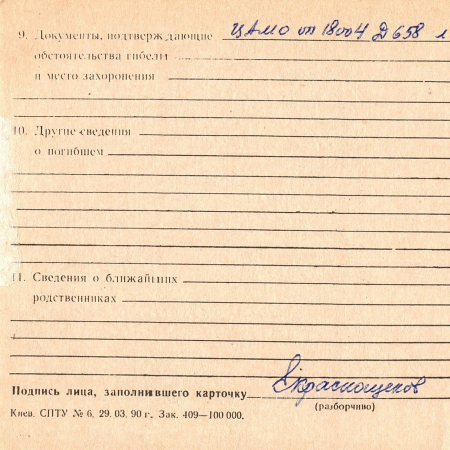 9. Документы, подтверждающие ЦАМО оп 18004 Д 658 л
обстоятельства гибели
и место захоронения
10. Другие сведения
о погибшем
11. Сведения о ближайших
родственниках
Подпись лица, заполнившего карточку Краснощеков
(разборчиво)
Киев. СПТУ № 6. 29. 03. 90 г. Зак. 409—100 000.